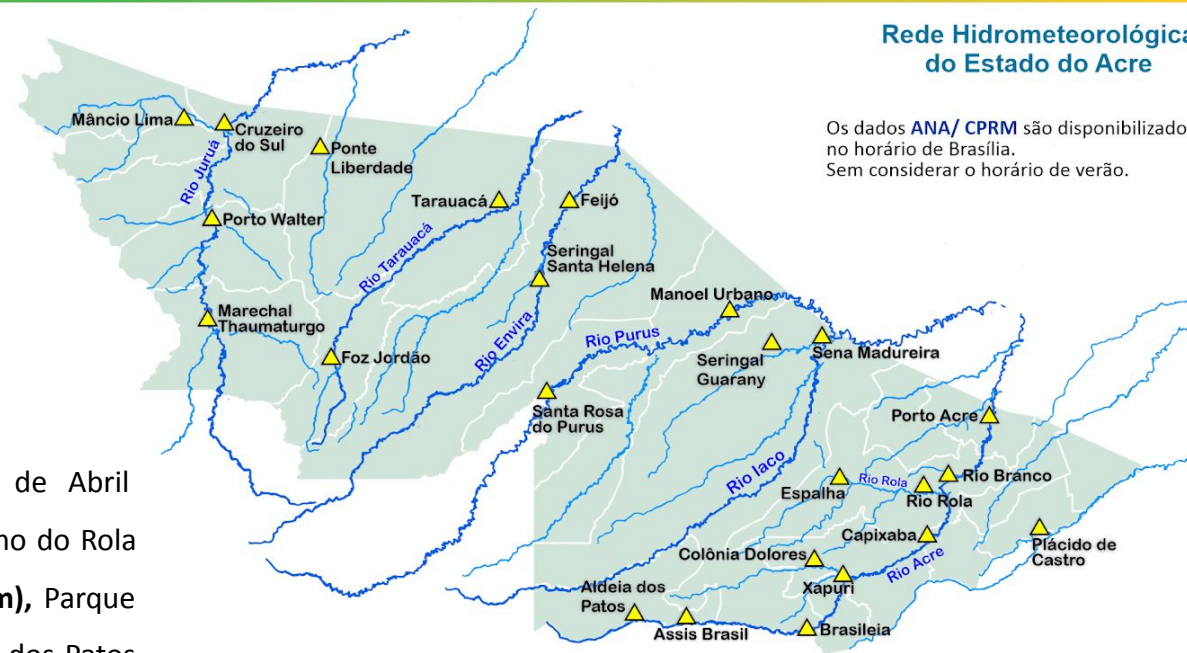 Rede Hidrometeorológica
do Estado do Acre
Os dados ANA/ CPRM são disponibilizado
no horário de Brasília.
Sem considerar o horário de verão.
Mâncio Lima
Cruzeiro
do Sul
Ponte
Liberdade
Rio Juruá
Porto Walter
Tarauacá
Feijó
Rio Tarauacá
Seringal
Santa Helena
Marechal
Thaumaturgo
Foz Jordão
Rio Envira
Manoel Urbano
Rio Purus
Seringal
Guarany
Sena Madureira
Santa Rosa
do Purus
Porto Acre
Rio Iaco
Espalha
Rio Rola
Rio Rola
Rio Branco
Capixaba
Plácido de
Castro
Colônia Dolores
Rio Acre
Xapuri
Aldeia dos
Patos
Assis Brasil
Brasileia
de Abril
no do Rola
m), Parque
dos Patos